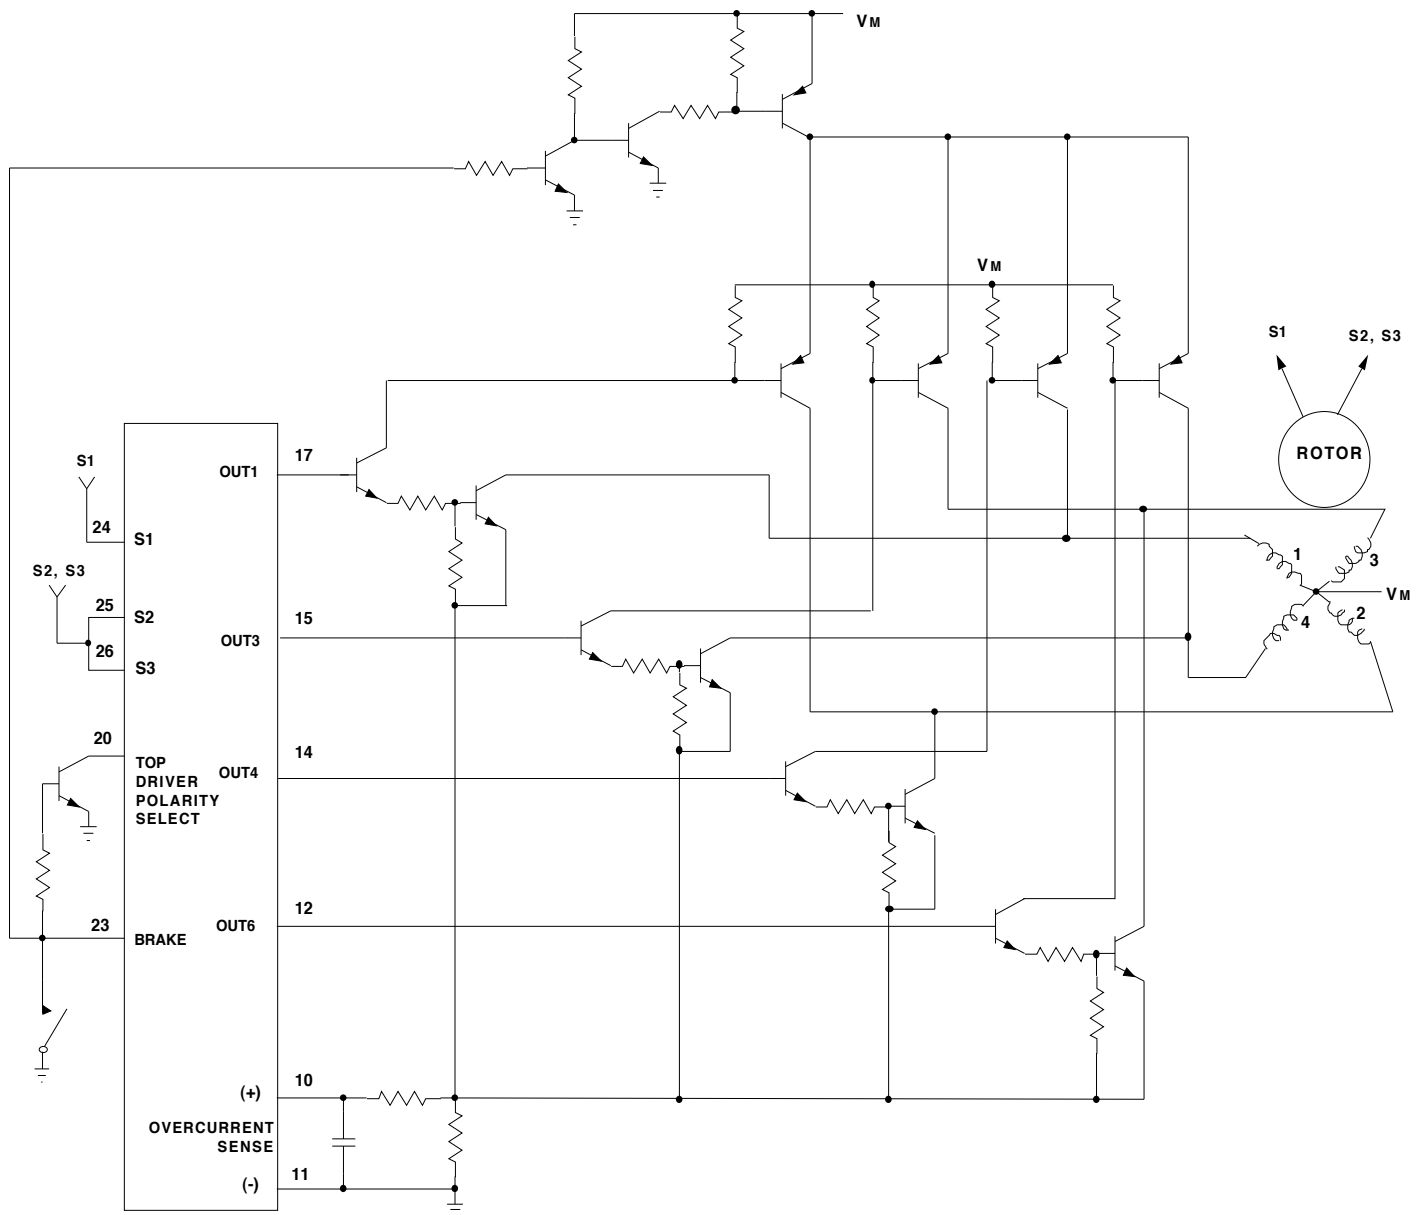 VM
VM
S1
S2, S3
ROTOR
17
OUT1
S1
24
S1
1
3
S2, S3
VM
25
S2
15
2
4
OUT3
26
S3
20
14
TOP
DRIVER
POLARITY
SELECT
OUT4
12
23
BRAKE
OUT6
10
(+)
OVERCURRENT
SENSE
11
(-)